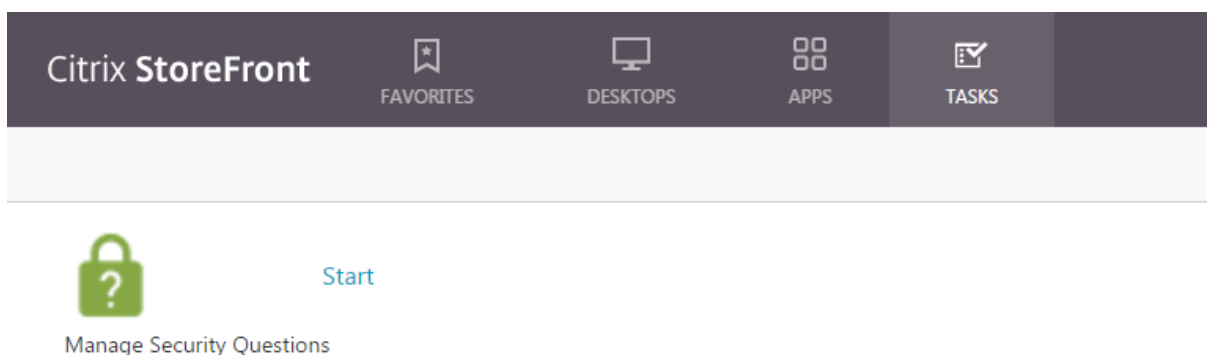 Citrix StoreFront
FAVORITES
DESKTOPS
APPS
TASKS
?
Start
Manage Security Questions